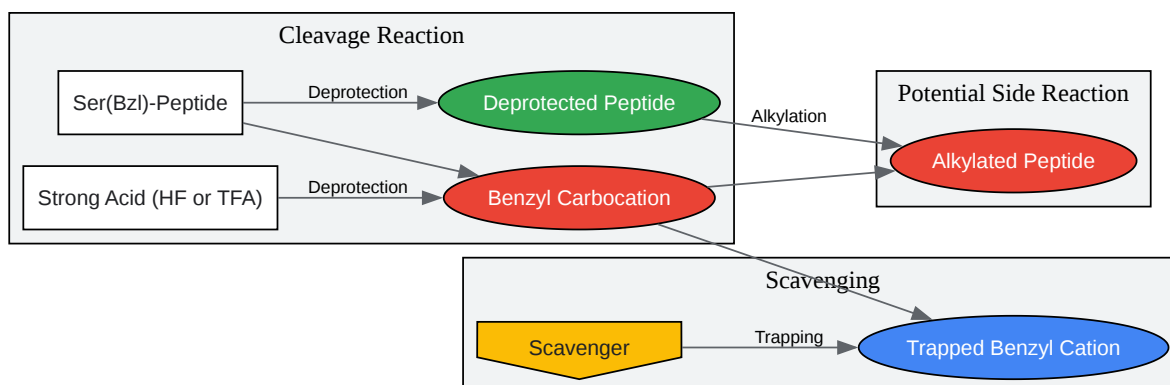 Cleavage Reaction
Ser(Bzl)-Peptide
Deprotection
Deprotected Peptide
Strong Acid (HF or TFA)
Deprotection
Benzyl Carbocation
Alkylation
Potential Side Reaction
Alkylated Peptide
Scavenging
Scavenger
Trapping
Trapped Benzyl Cation